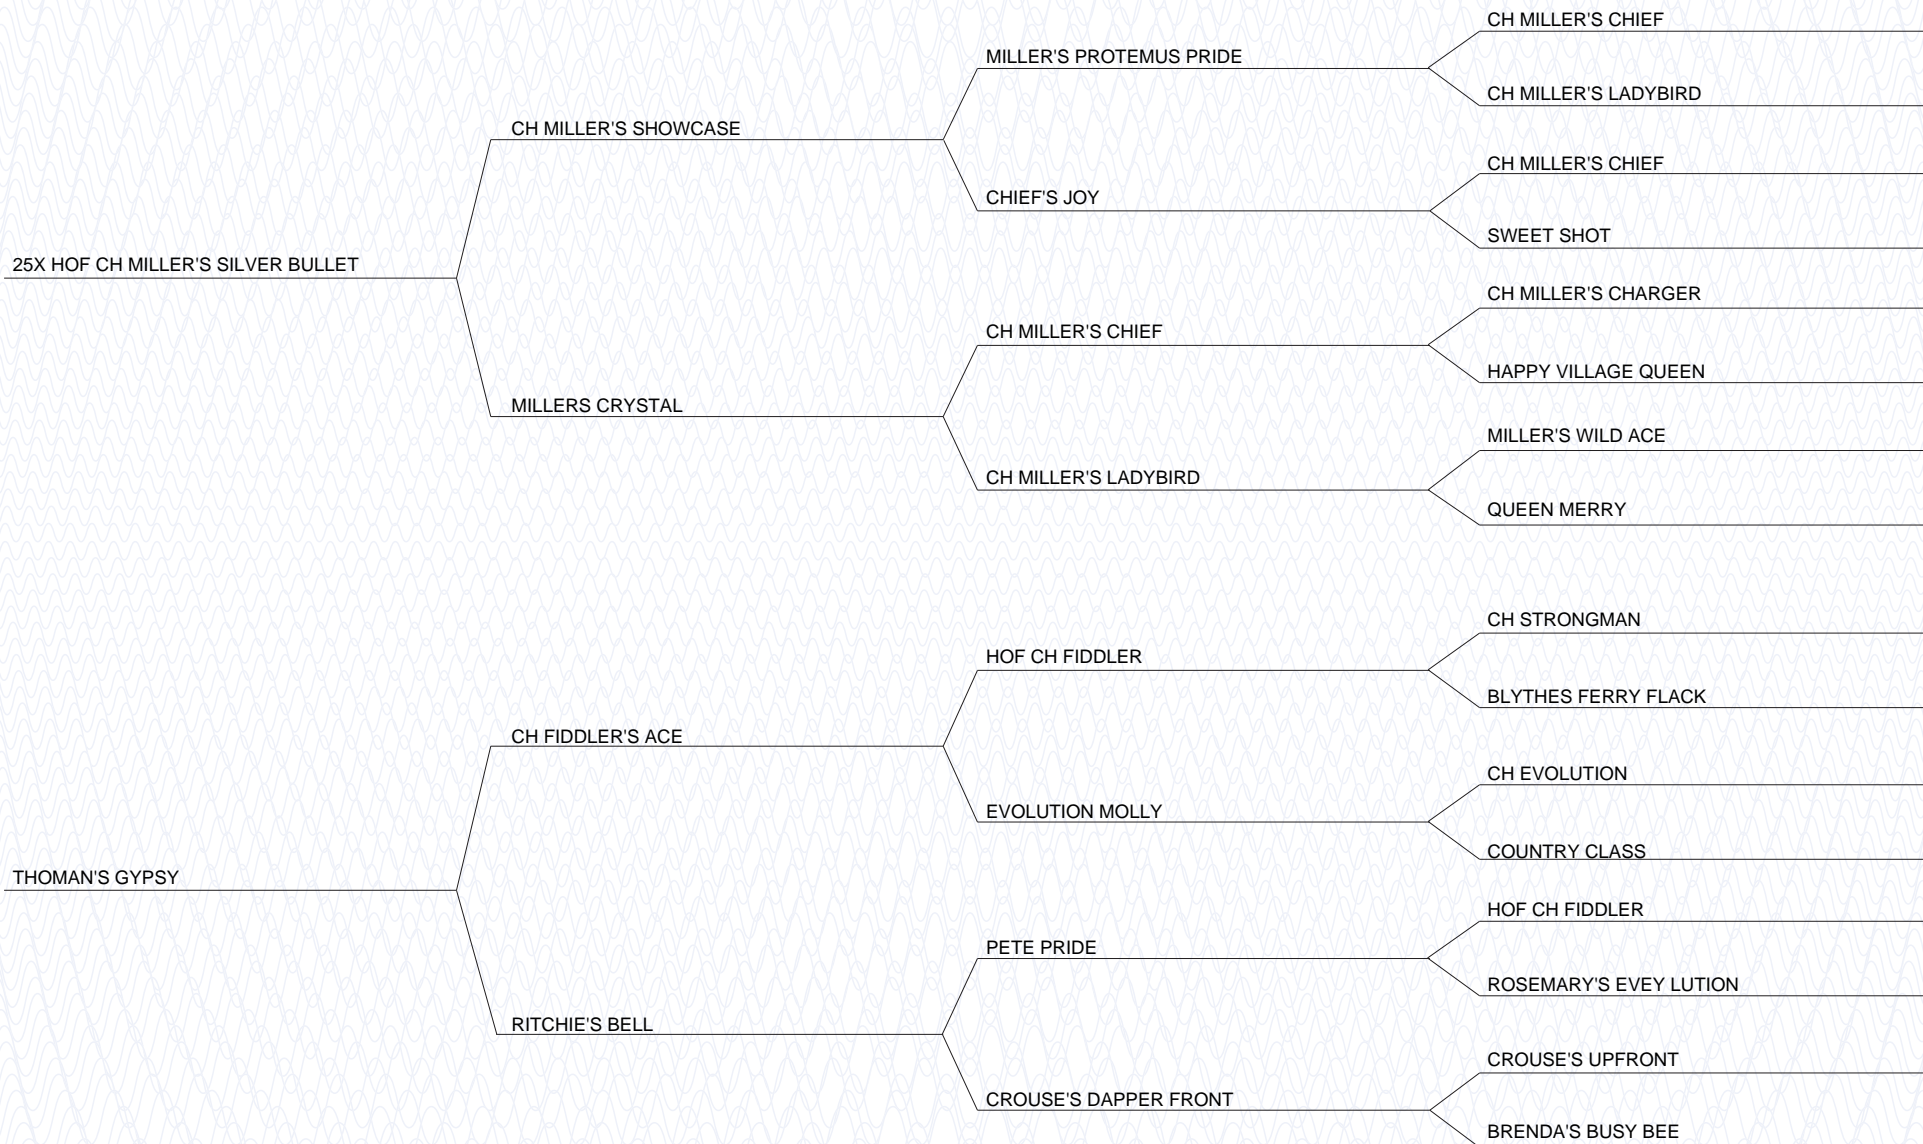 CH MILLER'S CHIEF
MILLER'S PROTEMUS PRIDE
CH MILLER'S LADYBIRD
CH MILLER'S SHOWCASE
CH MILLER'S CHIEF
CHIEF'S JOY
SWEET SHOT
25X HOF CH MILLER'S SILVER BULLET
CH MILLER'S CHARGER
CH MILLER'S CHIEF
HAPPY VILLAGE QUEEN
MILLERS CRYSTAL
MILLER'S WILD ACE
CH MILLER'S LADYBIRD
QUEEN MERRY
CH STRONGMAN
HOF CH FIDDLER
BLYTHES FERRY FLACK
CH FIDDLER'S ACE
CH EVOLUTION
EVOLUTION MOLLY
COUNTRY CLASS
THOMAN'S GYPSY
HOF CH FIDDLER
PETE PRIDE
ROSEMARY'S EVEY LUTION
RITCHIE'S BELL
CROUSE'S UPFRONT
CROUSE'S DAPPER FRONT
BRENDA'S BUSY BEE